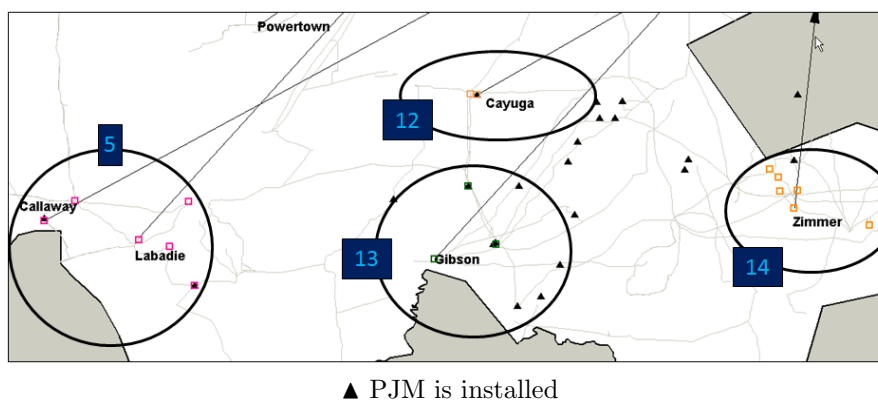 Powertown
Cayuga
12
5
Callaway
Labadie
13
Gibson
Zimmer
14
▲ PJM is installed